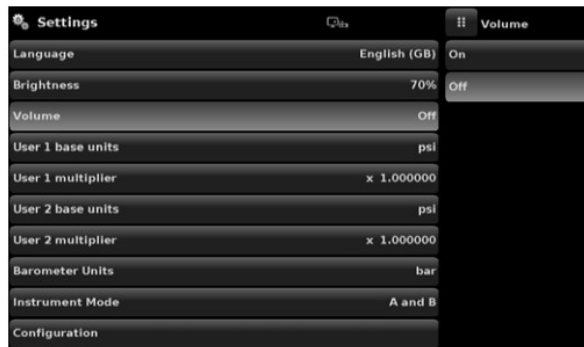 Settings
Volume
Language English (GB)
On
Brightness 70%
Off
Volume Off
User 1 base units psi
User 1 multiplier x 1.000000
User 2 base units psi
User 2 multiplier x 1.000000
Barometer Units bar
Instrument Mode A and B
Configuration